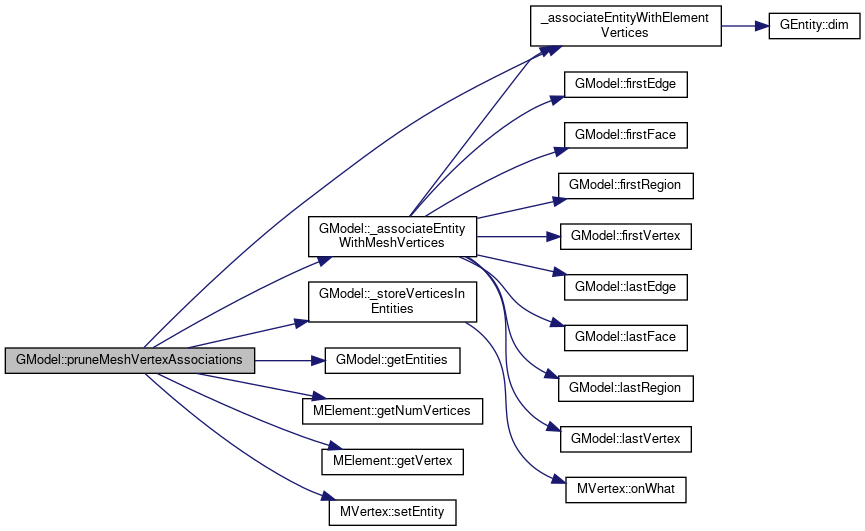 _associateEntityWithElement
Vertices
GEntity::dim
GModel::firstEdge
GModel::firstFace
GModel::firstRegion
GModel::_associateEntity
WithMeshVertices
GModel::firstVertex
GModel::lastEdge
GModel::_storeVerticesIn
Entities
GModel::lastFace
GModel::pruneMeshVertexAssociations
GModel::getEntities
GModel::lastRegion
MElement::getNumVertices
GModel::lastVertex
MElement::getVertex
MVertex::onWhat
MVertex::setEntity